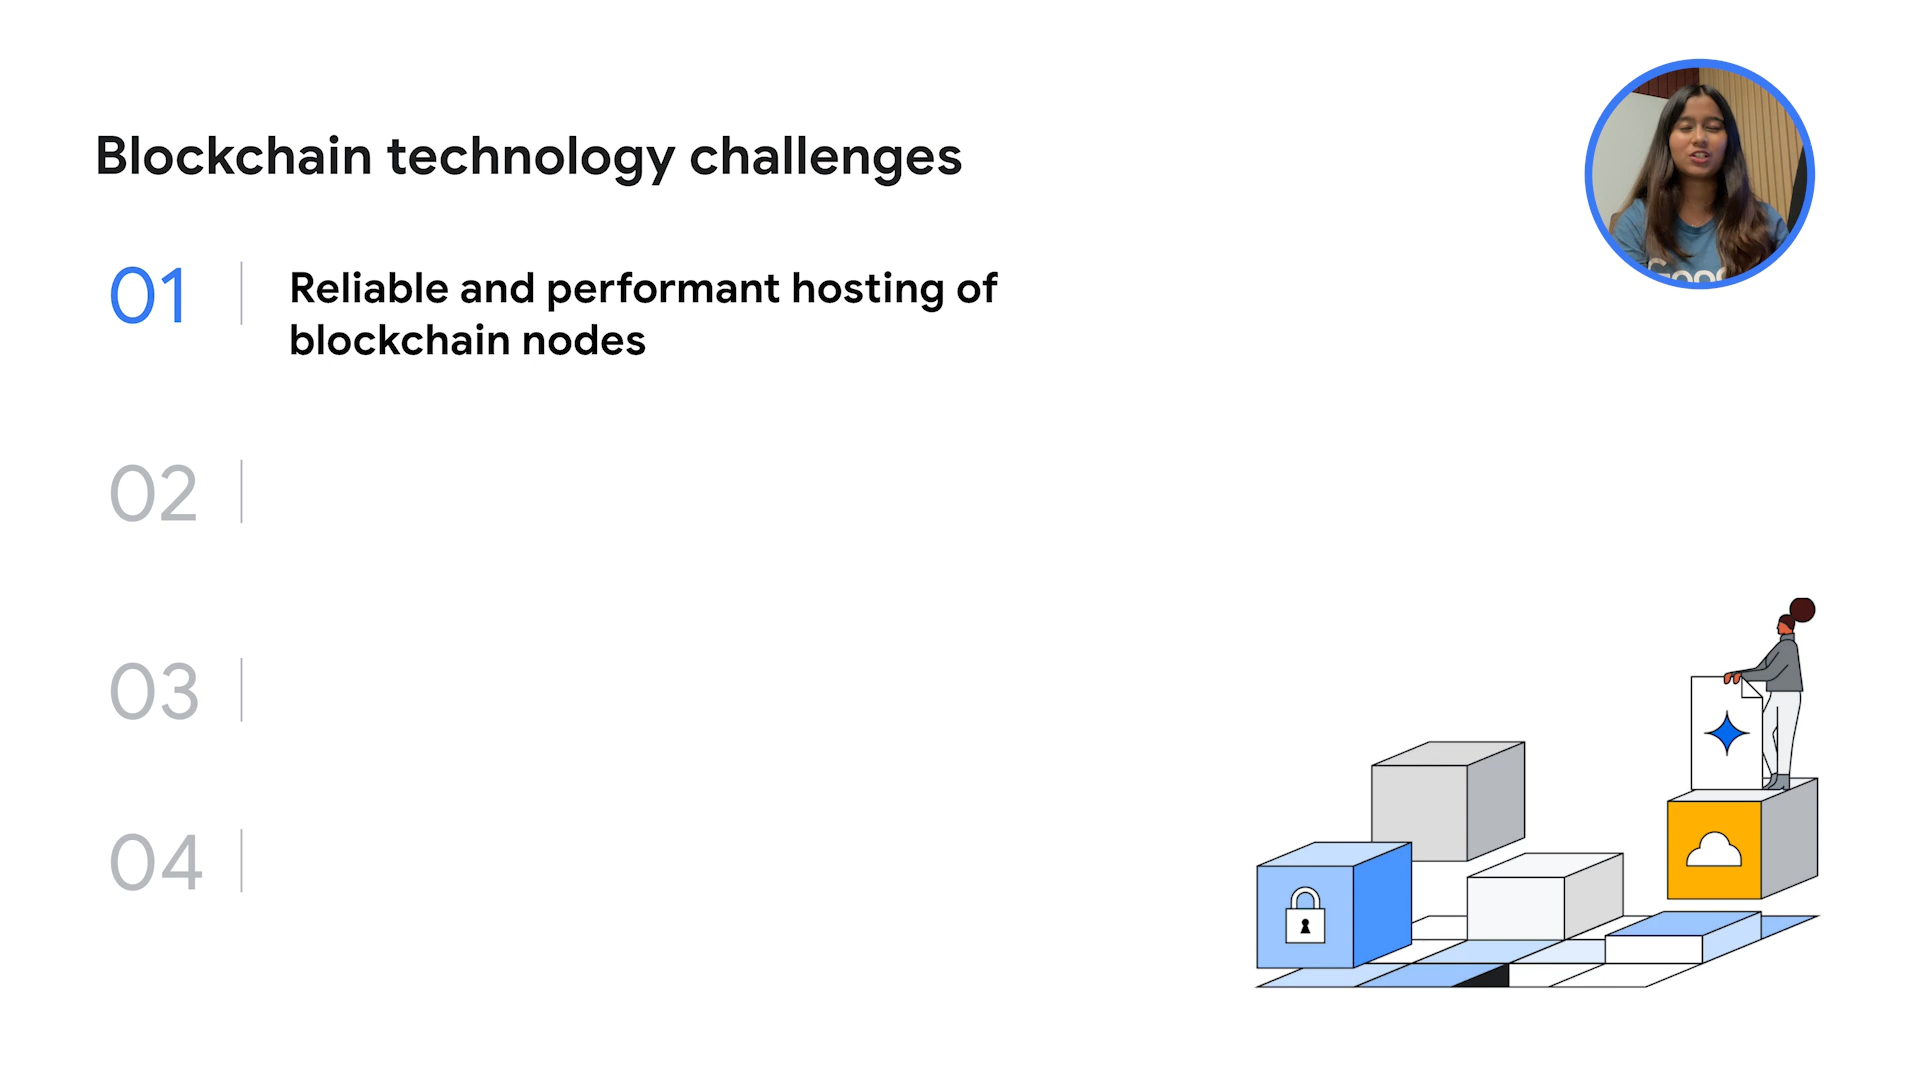 Blockchain technology challenges
01
Reliable and performant hosting of
blockchain nodes
02
03
04